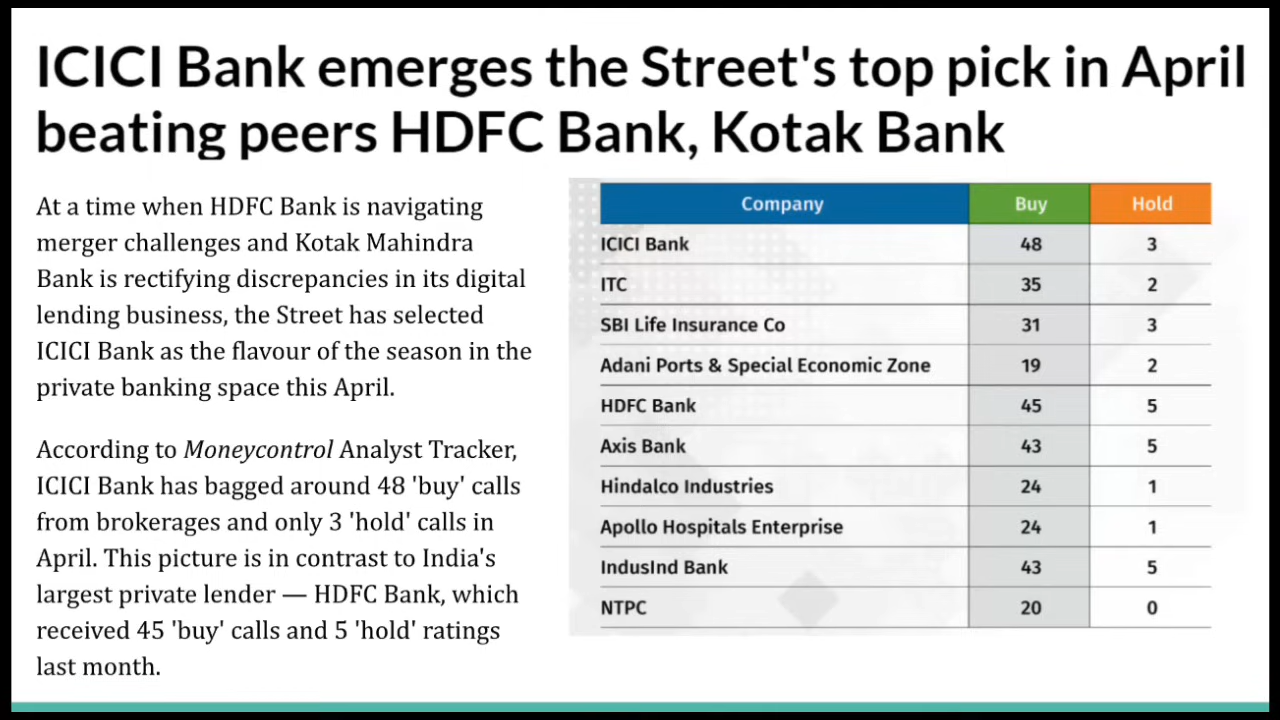 ICICI Bank emerges the Street's top pick in April
beating peers HDFC Bank, Kotak Bank
At a time when HDFC Bank is navigating
merger challenges and Kotak Mahindra
Bank is rectifying discrepancies in its digital
lending business, the Street has selected
ICICI Bank as the flavour of the season in the
private banking space this April.
According to Moneycontrol Analyst Tracker,
ICICI Bank has bagged around 48 'buy' calls
from brokerages and only 3 'hold' calls in
April. This picture is in contrast to India's
largest private lender — HDFC Bank, which
received 45 'buy' calls and 5 'hold' ratings
last month.
Company Buy Hold
ICICI Bank 48 3
ITC 35 2
SBI Life Insurance Co 31 3
Adani Ports & Special Economic Zone 19 2
HDFC Bank 45 5
Axis Bank 43 5
Hindalco Industries 24 1
Apollo Hospitals Enterprise 24 1
IndusInd Bank 43 5
NTPC 20 0